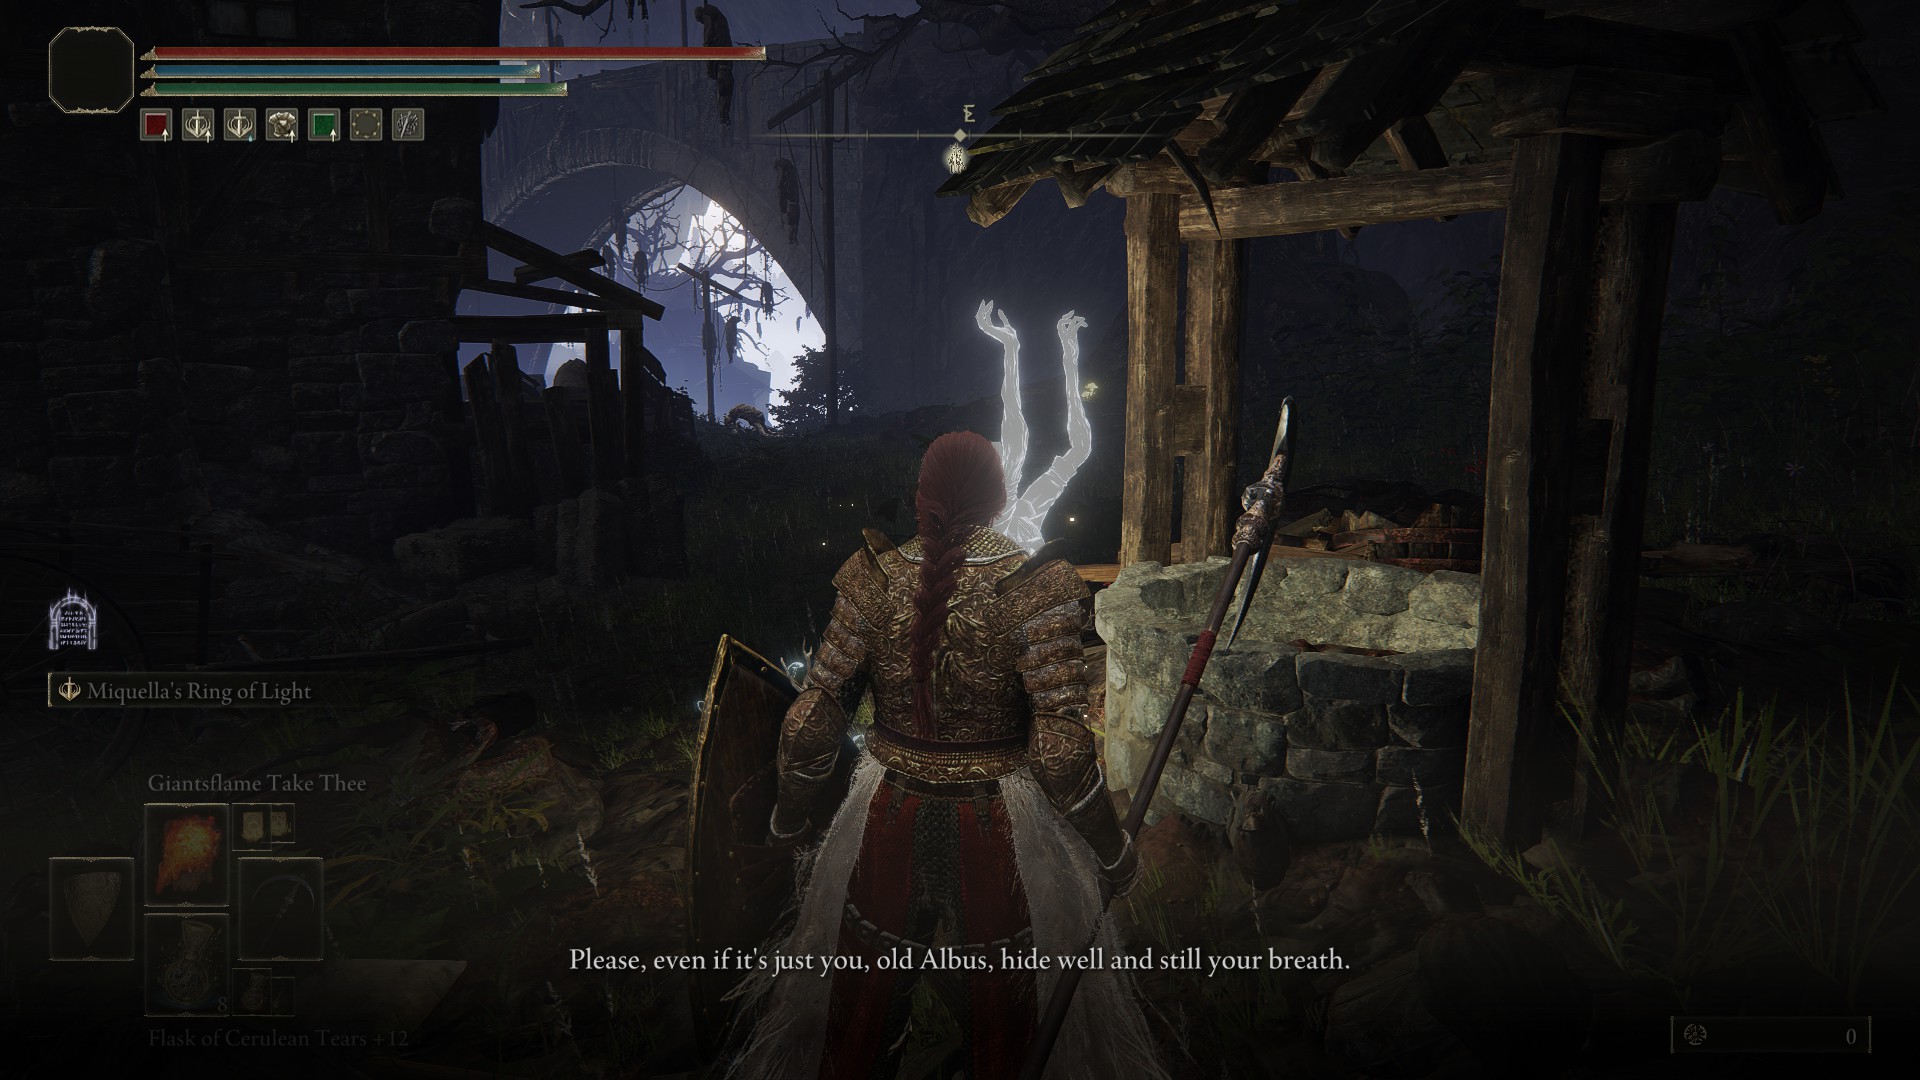 E
Miquella's Ring of Light
Giantsflame Take Thee
8
Please, even if it's just you, old Albus, hide well and still your breath.
Flask of Cerulean Tears +12
0